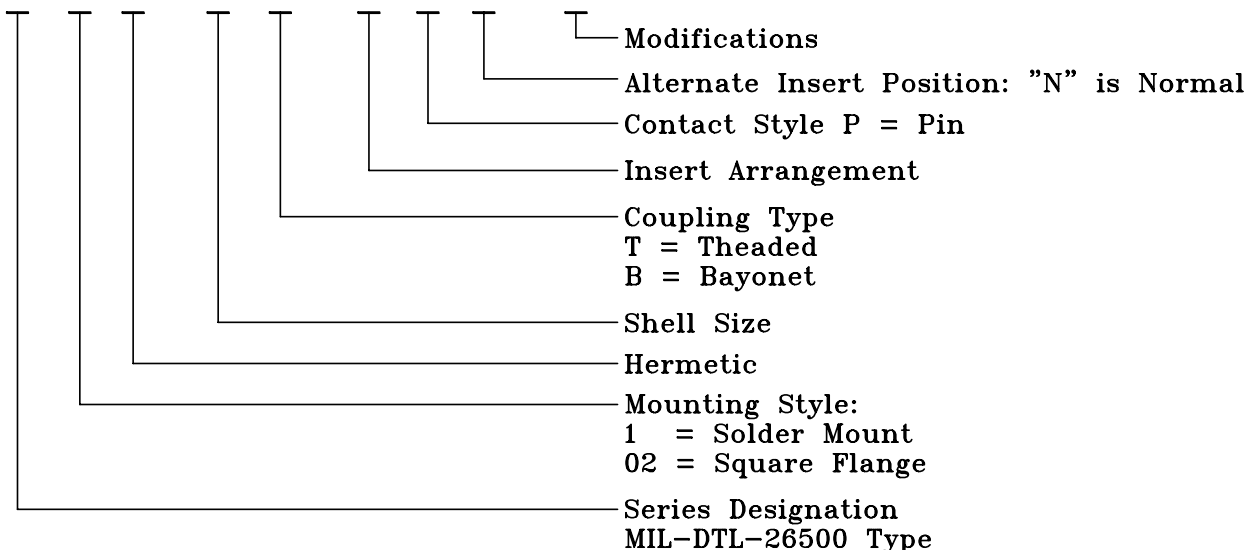 Modifications
Alternate Insert Position: ”N” is Normal
Contact Style P = Pin
Insert Arrangement
Coupling Type
T = Theaded
B = Bayonet
Shell Size
Hermetic
Mounting Style:
1 = Solder Mount
02 = Square Flange
Series Designation
MIL-DTL-26500 Type